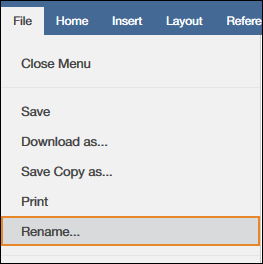 File Home Insert Layout Refere
Close Menu
Save
Download as...
Save Copy as...
Print
Rename...